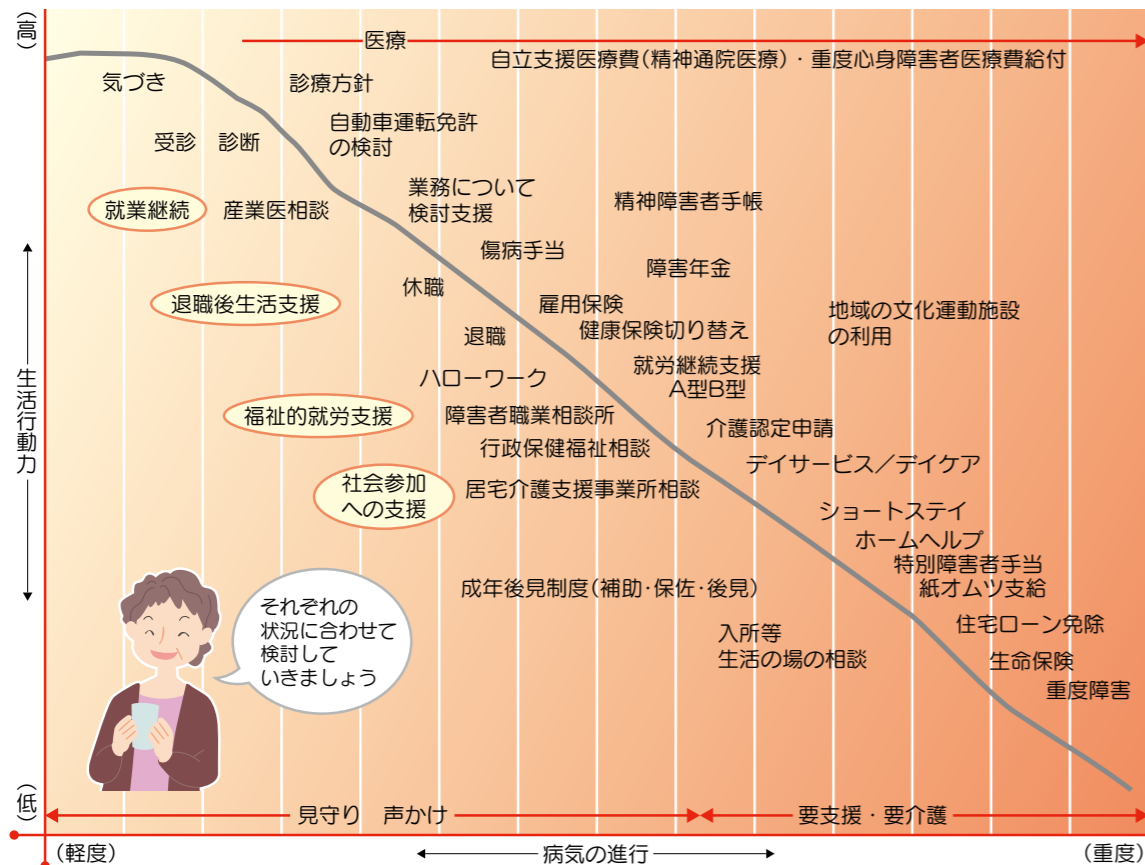 (高)
医療
自立支援医療費(精神通院医療)・重度心身障害者医療費給付
気づき
診療方針
受診 診断
自動車運転免許
の検討
就業継続
産業医相談
業務について
検討支援
精神障害者手帳
傷病手当
障害年金
休職
退職後生活支援
雇用保険
地域の文化運動施設
の利用
退職
健康保険切り替え
生活行動力
ハローワーク
就労継続支援
A型B型
福祉的就労支援
障害者職業相談所
介護認定申請
行政保健福祉相談
デイサービス/デイケア
社会参加
への支援
居宅介護支援事業所相談
ショートステイ
ホームヘルプ
特別障害者手当
紙オムツ支給
成年後見制度(補助・保佐・後見)
それぞれの
状況に合わせて
検討して
いきましょう
入所等
生活の場の相談
住宅ローン免除
生命保険
重度障害
(低)
見守り 声かけ
要支援・要介護
(軽度)
病気の進行
(重度)